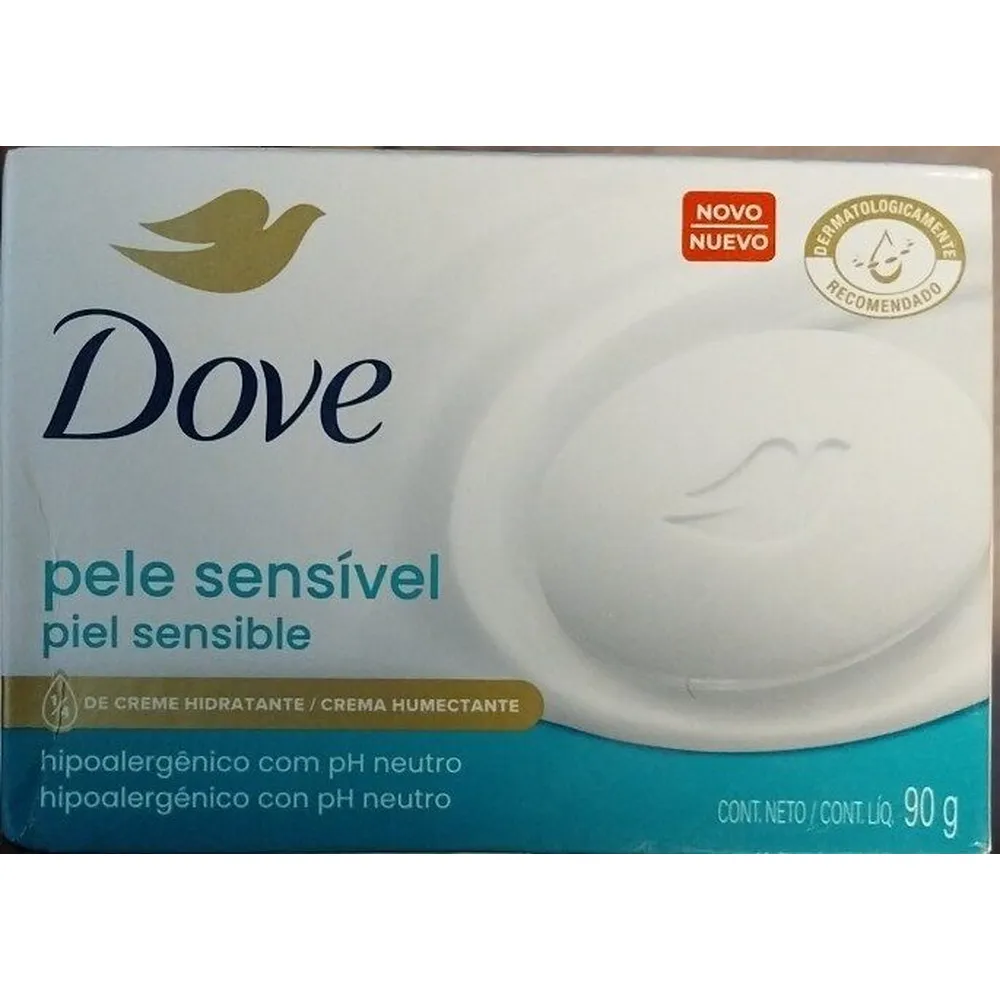 Dove
NOVO
NUEVO
DERMATOLOGICAMENTE
RECOMENDADO
pele sensível
piel sensible
1/4 DE CREME HIDRATANTE / CREMA HUMECTANTE
hipoalergênico com pH neutro
hipoalergénico con pH neutro
CONT. NETO / CONT. LÍQ. 90 g